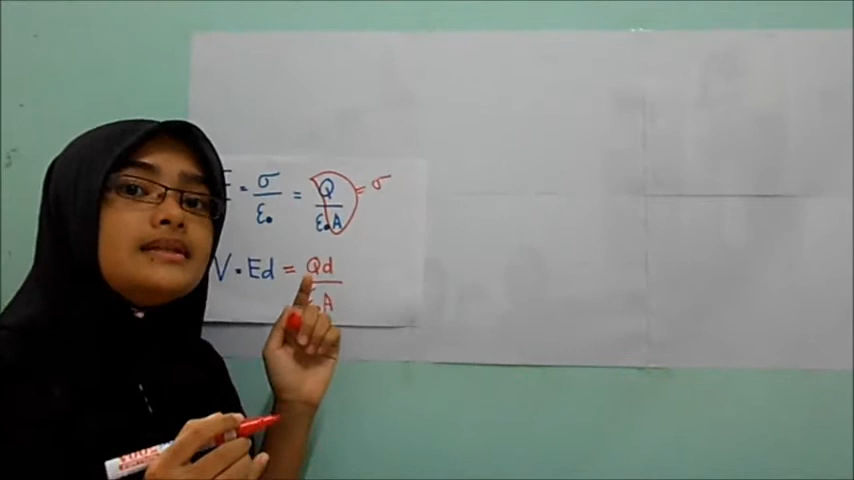 E = σ/ε₀ = Q/ε₀A = σ
V = Ed = Qd/ε₀A